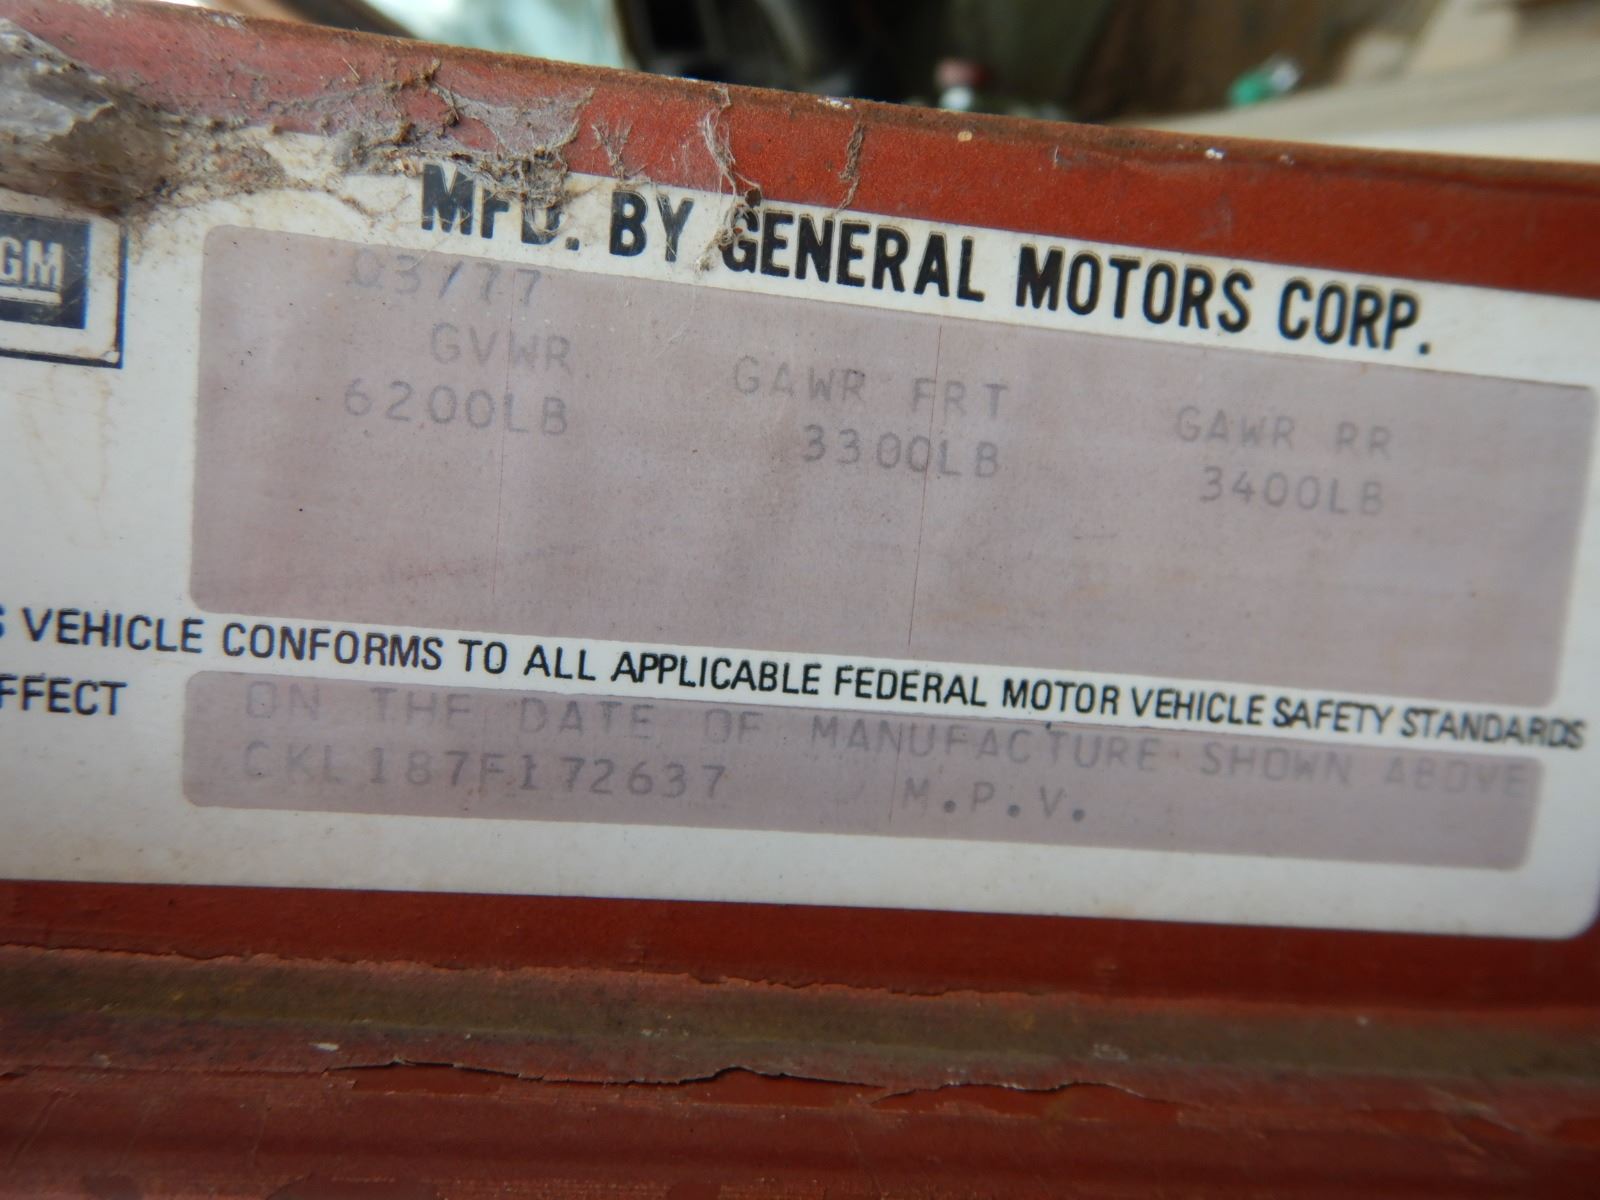 MFD. BY GENERAL MOTORS CORP.
GM
03/77
GVWR GAWR FRT GAWR RR
6200LB 3300LB 3400LB
VEHICLE CONFORMS TO ALL APPLICABLE FEDERAL MOTOR VEHICLE SAFETY STANDARDS
FFECT ON THE DATE OF MANUFACTURE SHOWN ABOVE
CKL187F172637 M.P.V.